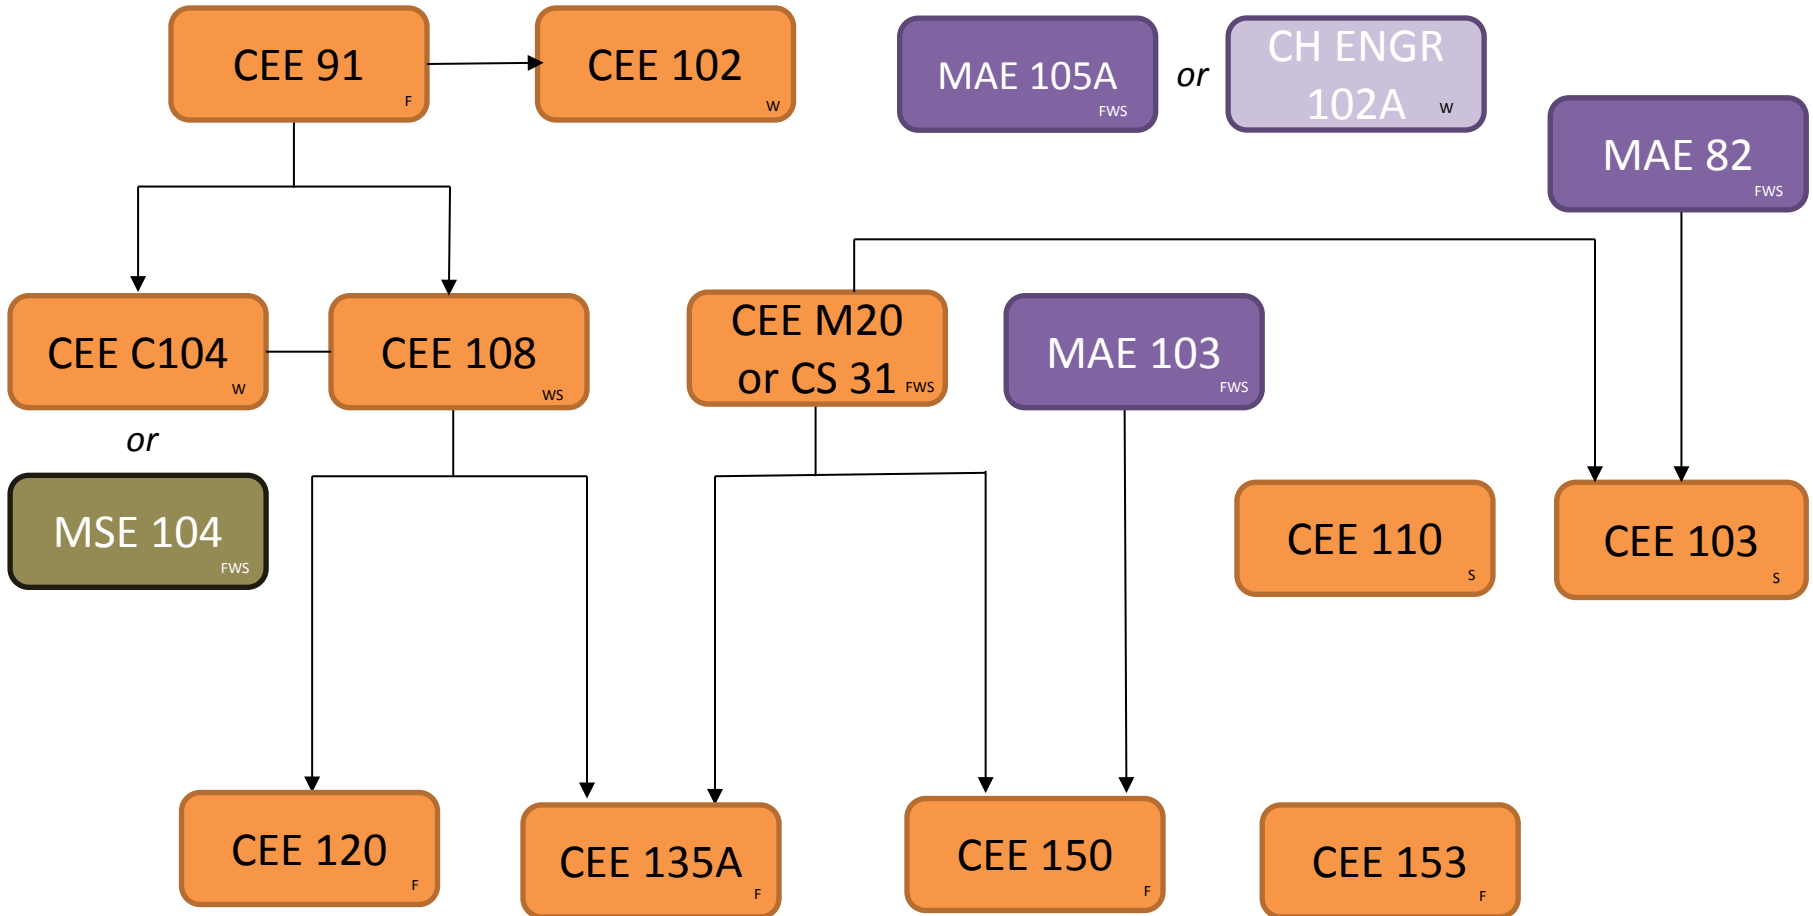 CEE 91
F
CEE 102
W
MAE 105A
FWS
or
CH ENGR
102A W
MAE 82
FWS
CEE C104
W
CEE 108
WS
CEE M20
or CS 31 FWS
MAE 103
FWS
or
MSE 104
FWS
CEE 110
S
CEE 103
S
CEE 120
F
CEE 135A
F
CEE 150
F
CEE 153
F